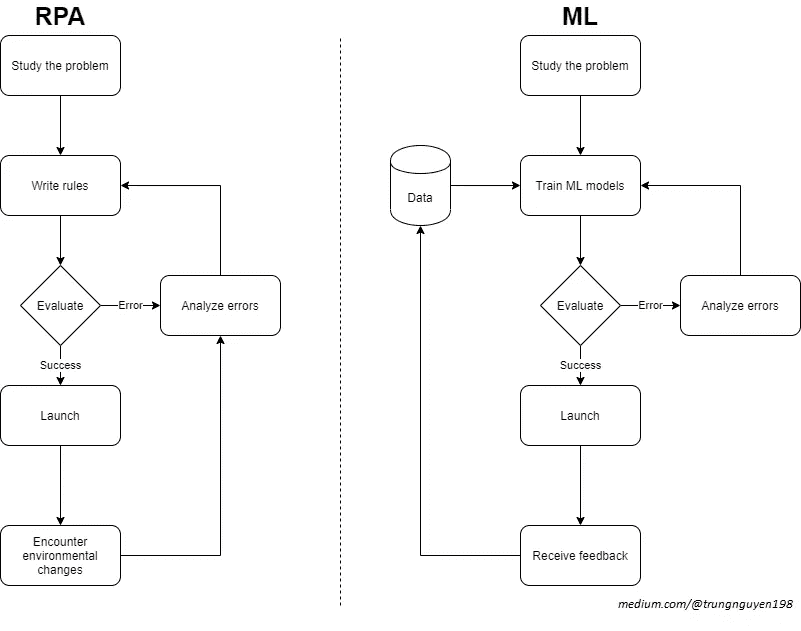 RPA
Study the problem
Write rules
Evaluate
Error
Analyze errors
Success
Launch
Encounter
environmental
changes
ML
Study the problem
Data
Train ML models
Evaluate
Error
Analyze errors
Success
Launch
Receive feedback
medium.com/@trungnguyen198